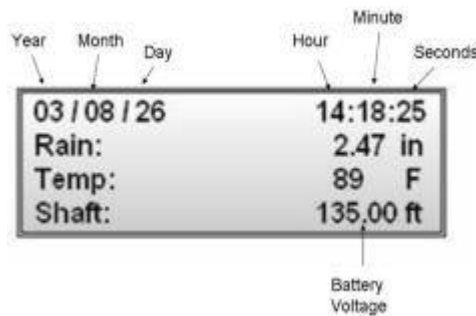 Year Month Day Hour Minute Seconds
03 / 08 / 26 14:18:25
Rain: 2.47 in
Temp: 89 F
Shaft: 135.00 ft
Battery
Voltage